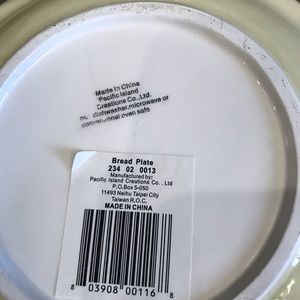 Made In China
Pacific Island
Creations Co.,Ltd.
not dishwasher,microwave or
conventional oven safe
Bread Plate
234 02 0013
Manufactured by:
Pacific Island Creations Co. , Ltd
P.O.Box 5-050
11493 Neihu Taipei City
Taiwan R.O.C.
MADE IN CHINA
8 03908 00116 8